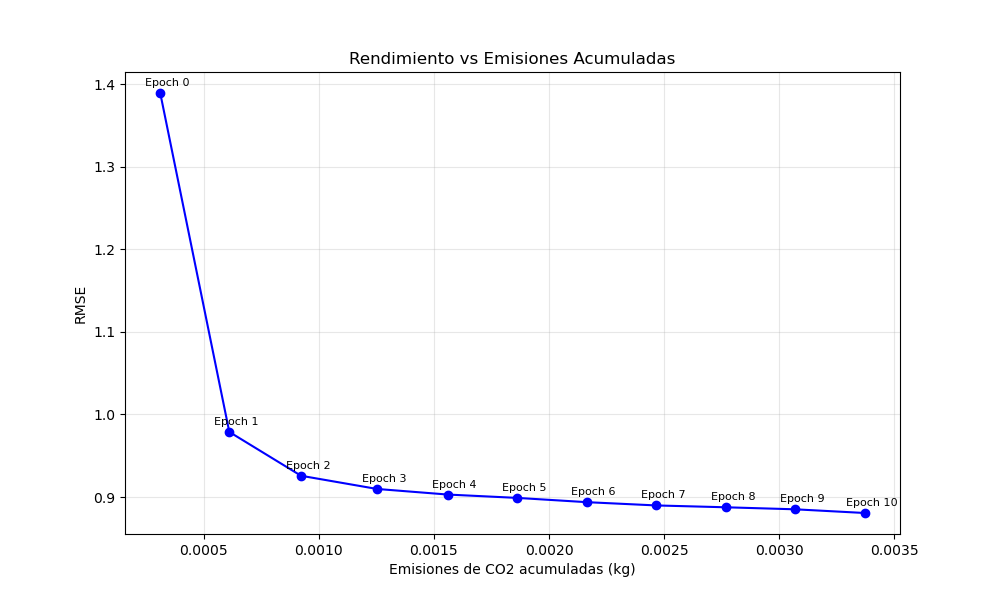 Rendimiento vs Emisiones Acumuladas
RMSE
1.4
1.3
1.2
1.1
1.0
0.9
Epoch 0
Epoch 1
Epoch 2
Epoch 3
Epoch 4
Epoch 5
Epoch 6
Epoch 7
Epoch 8
Epoch 9
Epoch 10
0.0005 0.0010 0.0015 0.0020 0.0025 0.0030 0.0035
Emisiones de CO2 acumuladas (kg)